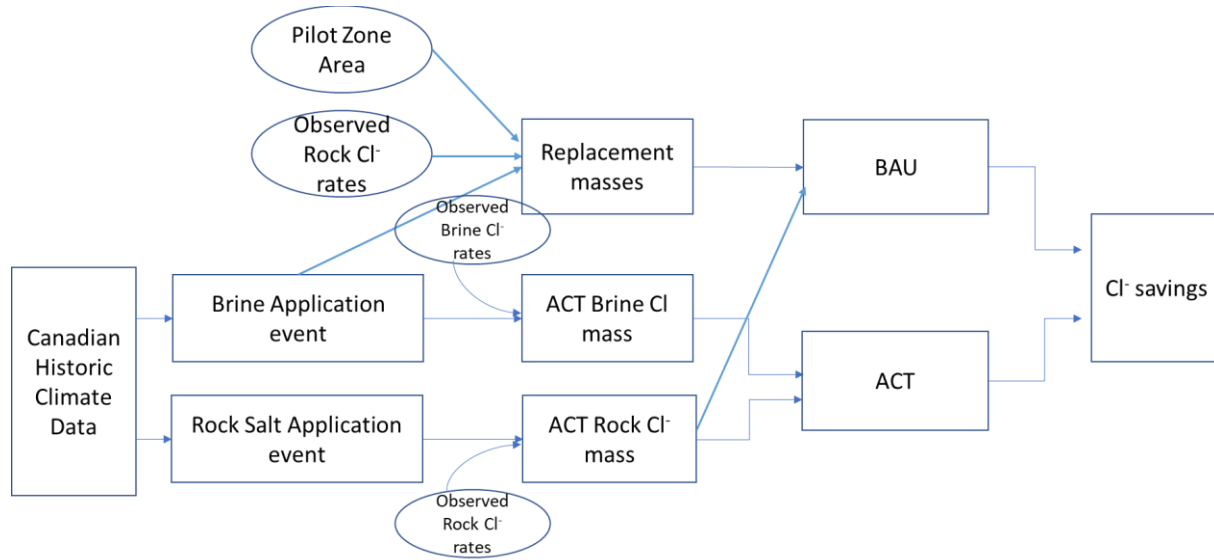 Pilot Zone
Area
Observed
Rock Cl⁻
rates
Replacement
masses
BAU
Observed
Brine Cl⁻
rates
Cl⁻ savings
Canadian
Historic
Climate
Data
Brine Application
event
ACT Brine Cl
mass
ACT
Rock Salt Application
event
ACT Rock Cl⁻
mass
Observed
Rock Cl⁻
rates